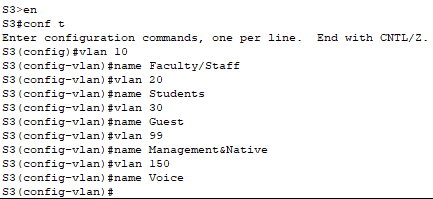 S3>en
S3#conf t
Enter configuration commands, one per line.  End with CNTL/Z.
S3(config)#vlan 10
S3(config-vlan)#name Faculty/Staff
S3(config-vlan)#vlan 20
S3(config-vlan)#name Students
S3(config-vlan)#vlan 30
S3(config-vlan)#name Guest
S3(config-vlan)#vlan 99
S3(config-vlan)#name Management&Native
S3(config-vlan)#vlan 150
S3(config-vlan)#name Voice
S3(config-vlan)#